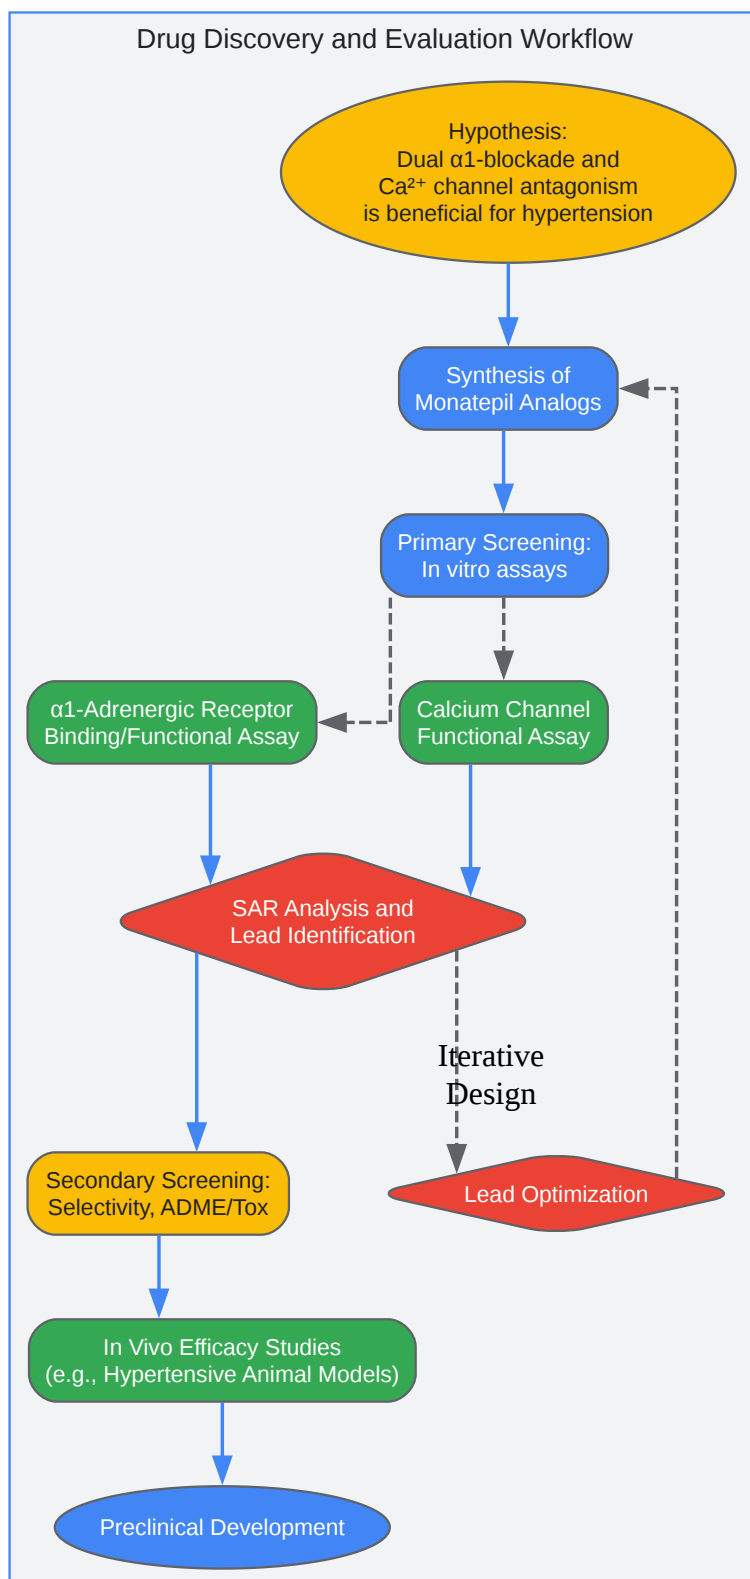 Drug Discovery and Evaluation Workflow
Hypothesis:
Dual α1-blockade and
Ca²⁺ channel antagonism
is beneficial for hypertension
Synthesis of
Monatepil Analogs
Primary Screening:
In vitro assays
α1-Adrenergic Receptor
Binding/Functional Assay
Calcium Channel
Functional Assay
SAR Analysis and
Lead Identification
Iterative
Design
Secondary Screening:
Selectivity, ADME/Tox
Lead Optimization
In Vivo Efficacy Studies
(e.g., Hypertensive Animal Models)
Preclinical Development